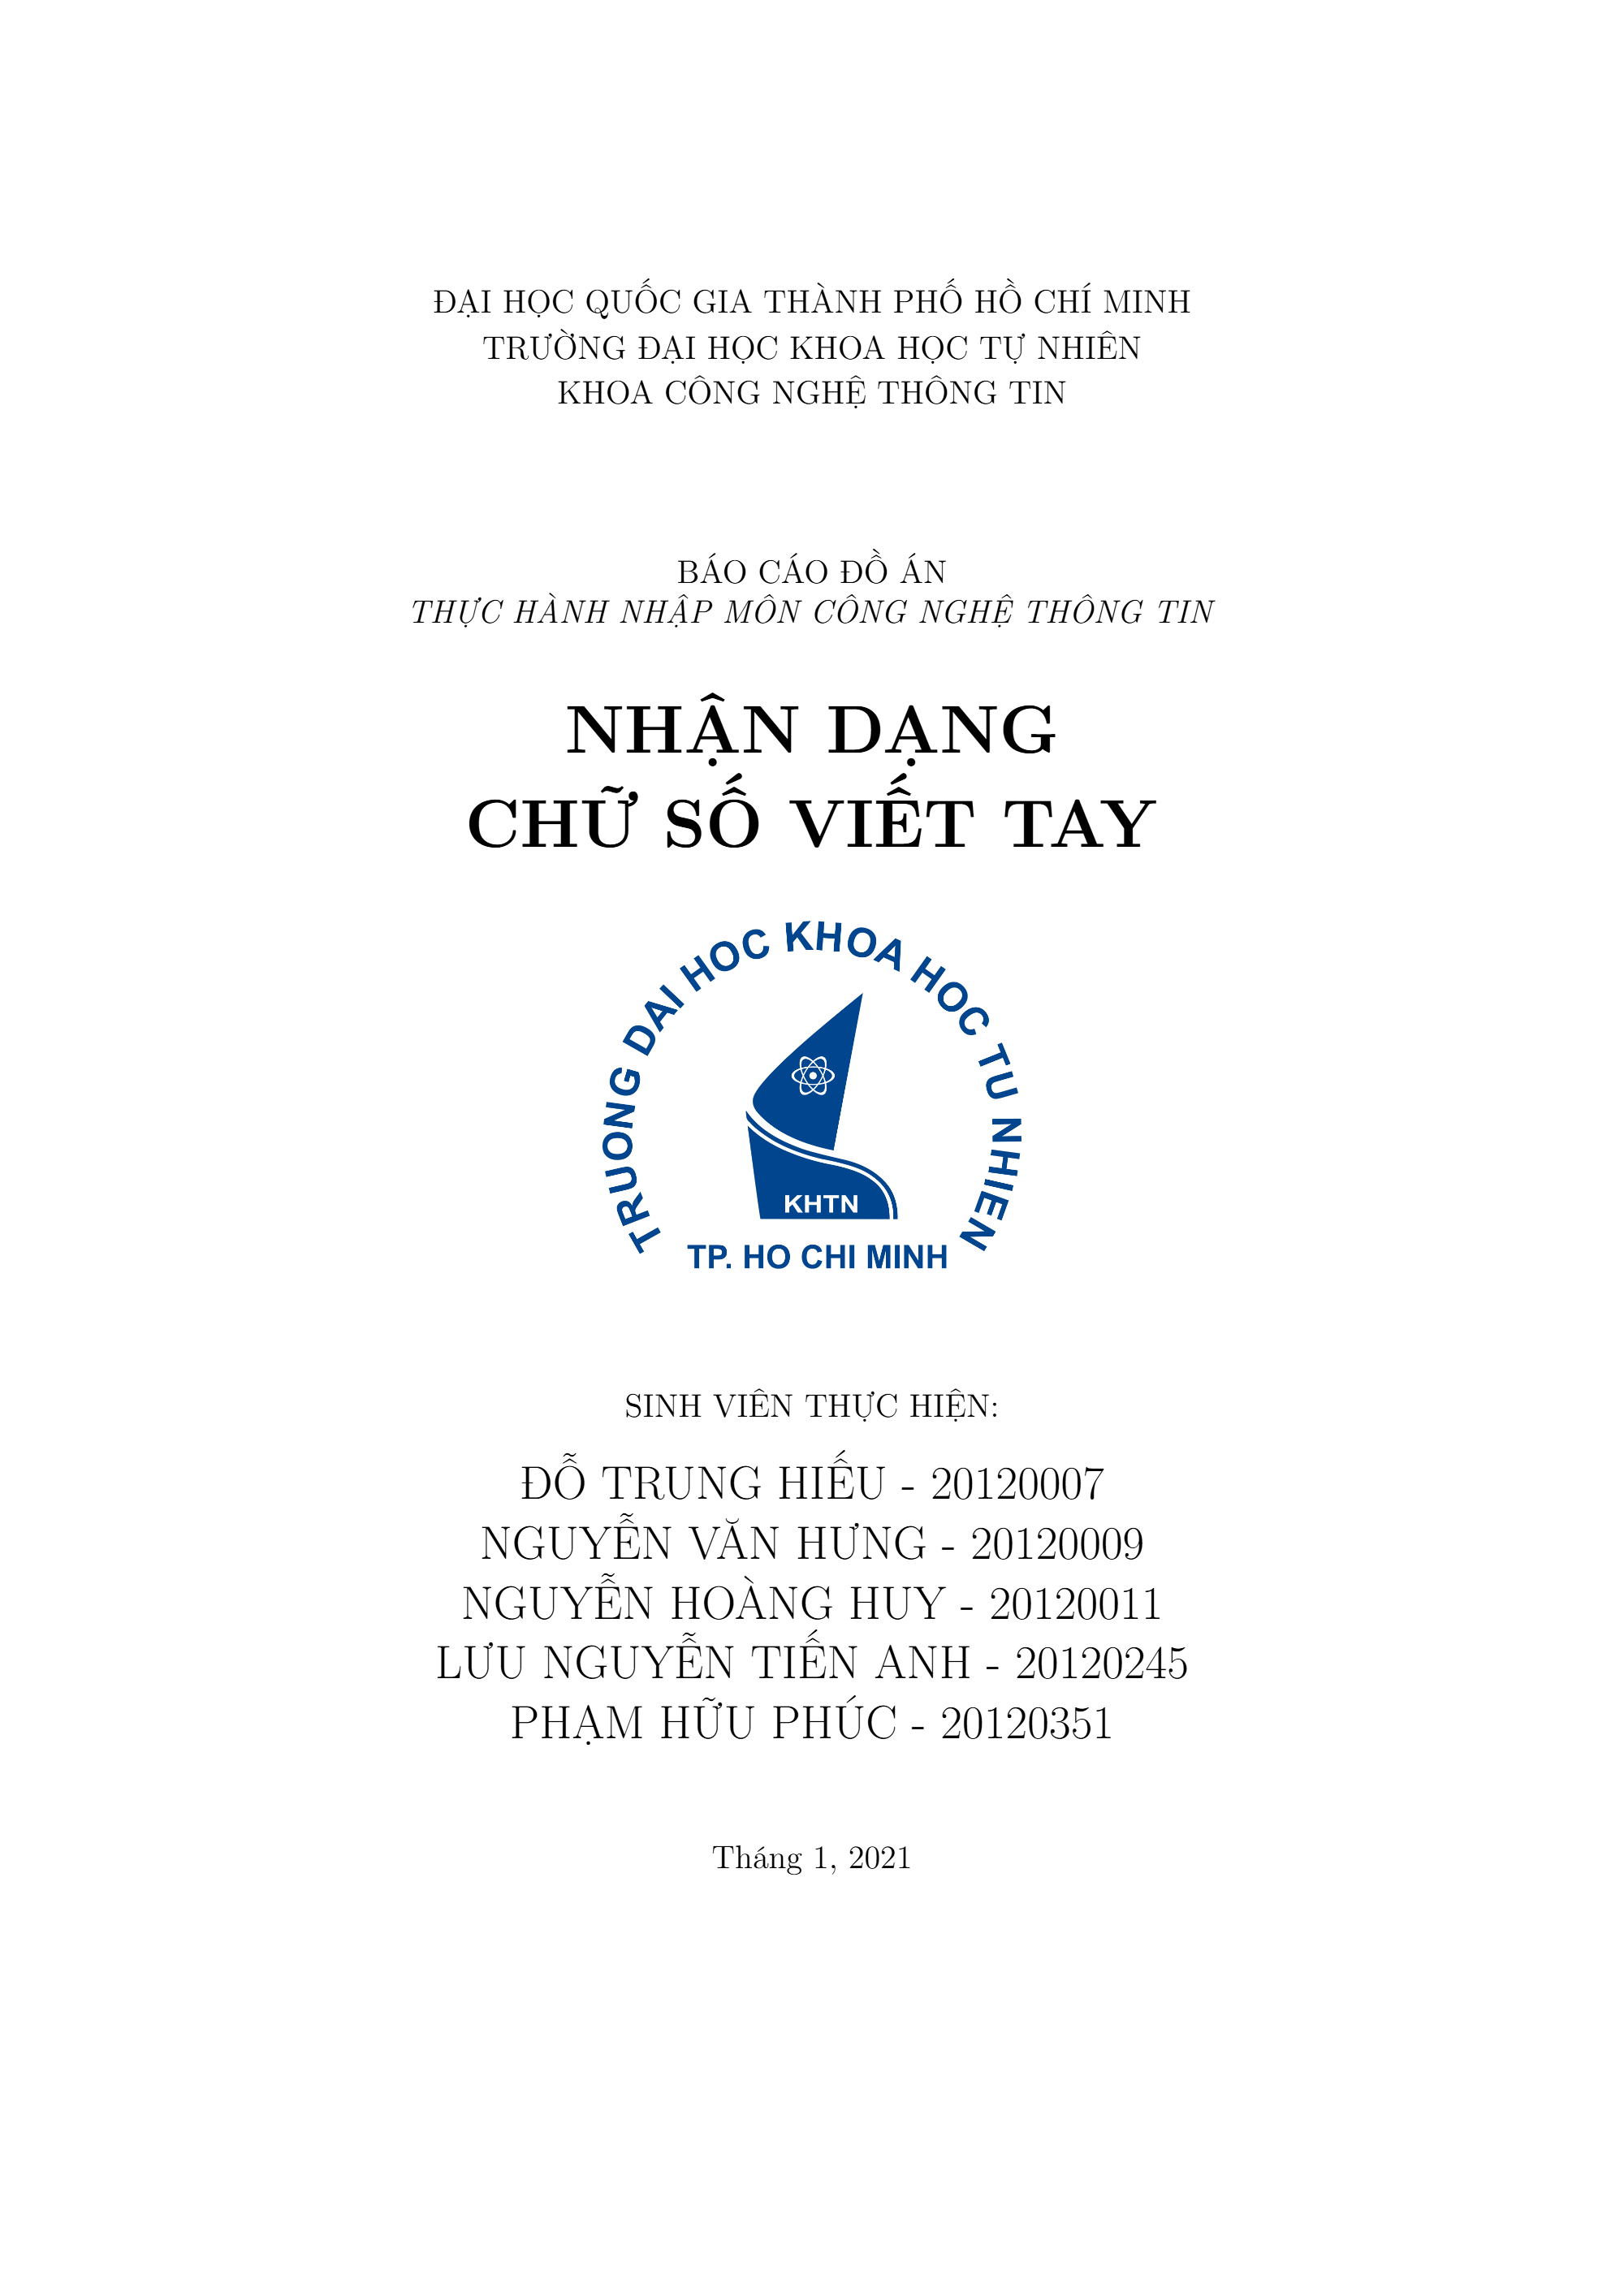 ĐẠI HỌC QUỐC GIA THÀNH PHỐ HỒ CHÍ MINH
TRƯỜNG ĐẠI HỌC KHOA HỌC TỰ NHIÊN
KHOA CÔNG NGHỆ THÔNG TIN
BÁO CÁO ĐỒ ÁN
THỰC HÀNH NHẬP MÔN CÔNG NGHỆ THÔNG TIN
NHẬN DẠNG
CHỮ SỐ VIẾT TAY
TRUONG DAI HOC KHOA HOC TU NHIEN
KHTN
TP. HO CHI MINH
SINH VIÊN THỰC HIỆN:
ĐỖ TRUNG HIẾU - 20120007
NGUYỄN VĂN HƯNG - 20120009
NGUYỄN HOÀNG HUY - 20120011
LƯU NGUYỄN TIẾN ANH - 20120245
PHẠM HỮU PHÚC - 20120351
Tháng 1, 2021